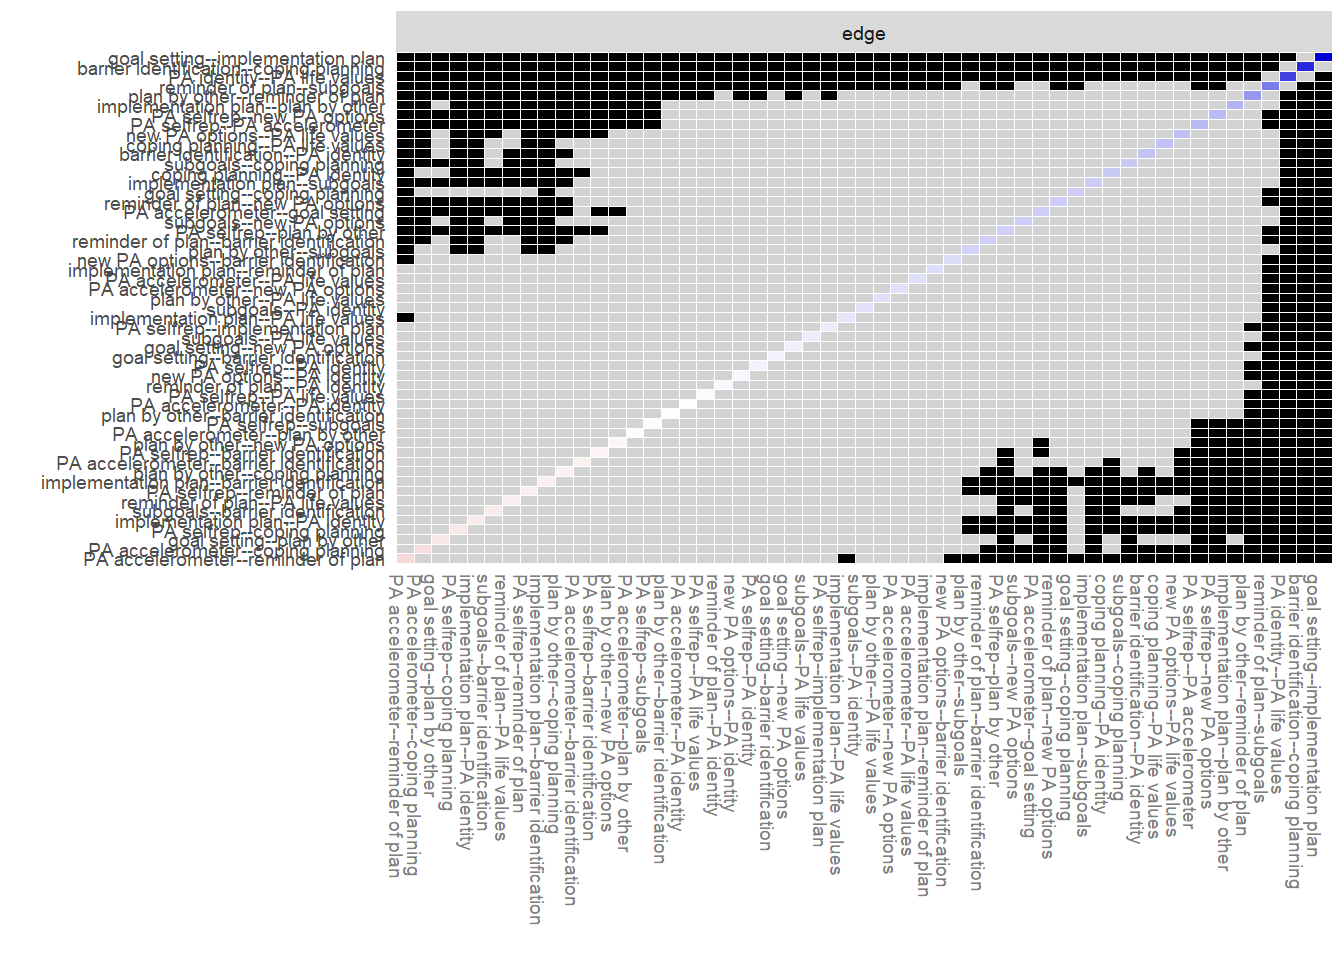 edge
goal setting--implementation plan
barrier identification--coping planning
PA identity--PA life values
reminder of plan--subgoals
plan by other--reminder of plan
implementation plan--plan by other
PA selfrep--new PA options
PA selfrep--PA accelerometer
new PA options--PA life values
coping planning--PA life values
barrier identification--PA identity
subgoals--coping planning
coping planning--PA identity
implementation plan--subgoals
goal setting--coping planning
reminder of plan--new PA options
PA accelerometer--goal setting
subgoals--new PA options
PA selfrep--plan by other
reminder of plan--barrier identification
plan by other--subgoals
new PA options--barrier identification
implementation plan--reminder of plan
PA accelerometer--PA life values
PA accelerometer--new PA options
plan by other--PA life values
subgoals--PA identity
implementation plan--PA life values
PA selfrep--implementation plan
subgoals--PA life values
goal setting--new PA options
goal setting--barrier identification
PA selfrep--PA identity
new PA options--PA identity
reminder of plan--PA identity
PA selfrep--PA life values
PA accelerometer--PA identity
plan by other--barrier identification
PA selfrep--subgoals
PA accelerometer--plan by other
plan by other--new PA options
PA selfrep--barrier identification
PA accelerometer--barrier identification
plan by other--coping planning
implementation plan--barrier identification
PA selfrep--reminder of plan
reminder of plan--PA life values
subgoals--barrier identification
implementation plan--PA identity
PA selfrep--coping planning
goal setting--plan by other
PA accelerometer--coping planning
PA accelerometer--reminder of plan
PA accelerometer--reminder of plan
PA accelerometer--coping planning
goal setting--plan by other
PA selfrep--coping planning
implementation plan--PA identity
subgoals--barrier identification
reminder of plan--PA life values
PA selfrep--reminder of plan
implementation plan--barrier identification
plan by other--coping planning
PA accelerometer--barrier identification
PA selfrep--barrier identification
plan by other--new PA options
PA accelerometer--plan by other
PA selfrep--subgoals
plan by other--barrier identification
PA accelerometer--PA identity
PA selfrep--PA life values
reminder of plan--PA identity
new PA options--PA identity
PA selfrep--PA identity
goal setting--barrier identification
goal setting--new PA options
subgoals--PA life values
PA selfrep--implementation plan
implementation plan--PA life values
subgoals--PA identity
plan by other--PA life values
PA accelerometer--new PA options
PA accelerometer--PA life values
implementation plan--reminder of plan
new PA options--barrier identification
plan by other--subgoals
reminder of plan--barrier identification
PA selfrep--plan by other
subgoals--new PA options
PA accelerometer--goal setting
reminder of plan--new PA options
goal setting--coping planning
implementation plan--subgoals
coping planning--PA identity
subgoals--coping planning
barrier identification--PA identity
coping planning--PA life values
new PA options--PA life values
PA selfrep--PA accelerometer
PA selfrep--new PA options
implementation plan--plan by other
plan by other--reminder of plan
reminder of plan--subgoals
PA identity--PA life values
barrier identification--coping planning
goal setting--implementation plan